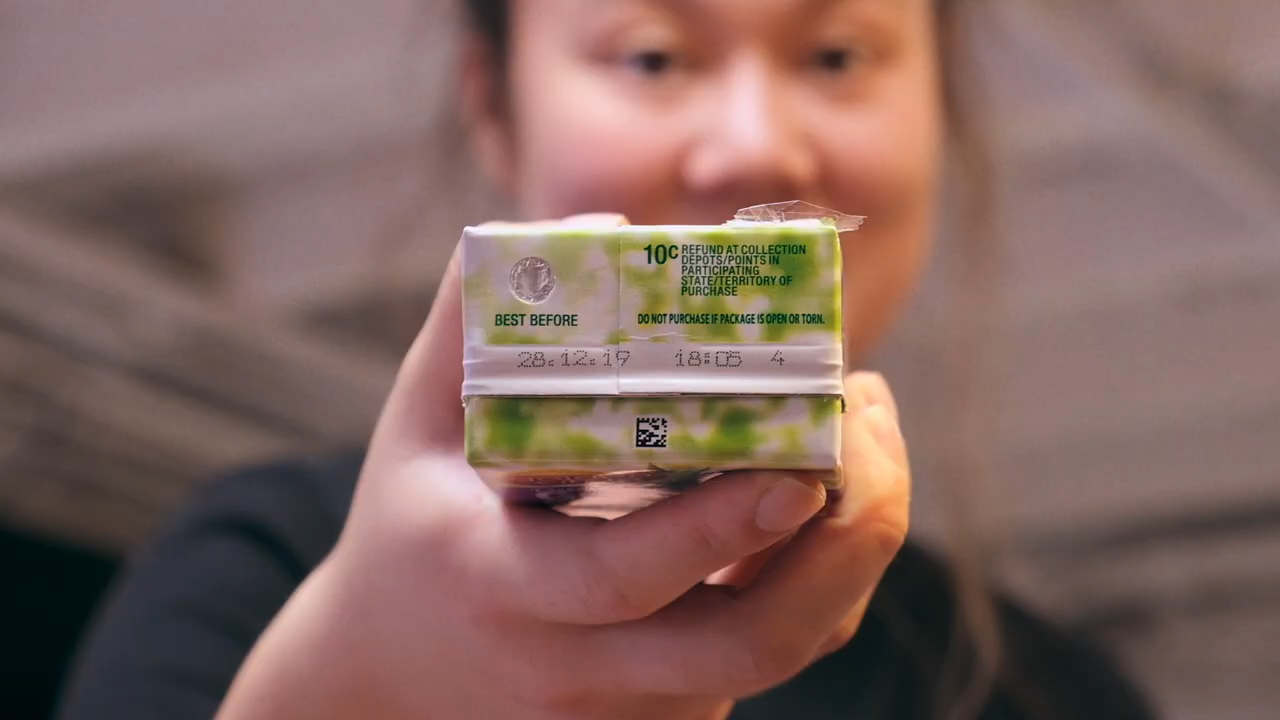 10c REFUND AT COLLECTION
DEPOTS/POINTS IN
PARTICIPATING
STATE/TERRITORY OF
PURCHASE
BEST BEFORE
DO NOT PURCHASE IF PACKAGE IS OPEN OR TORN.
28.12.19 18:05 4